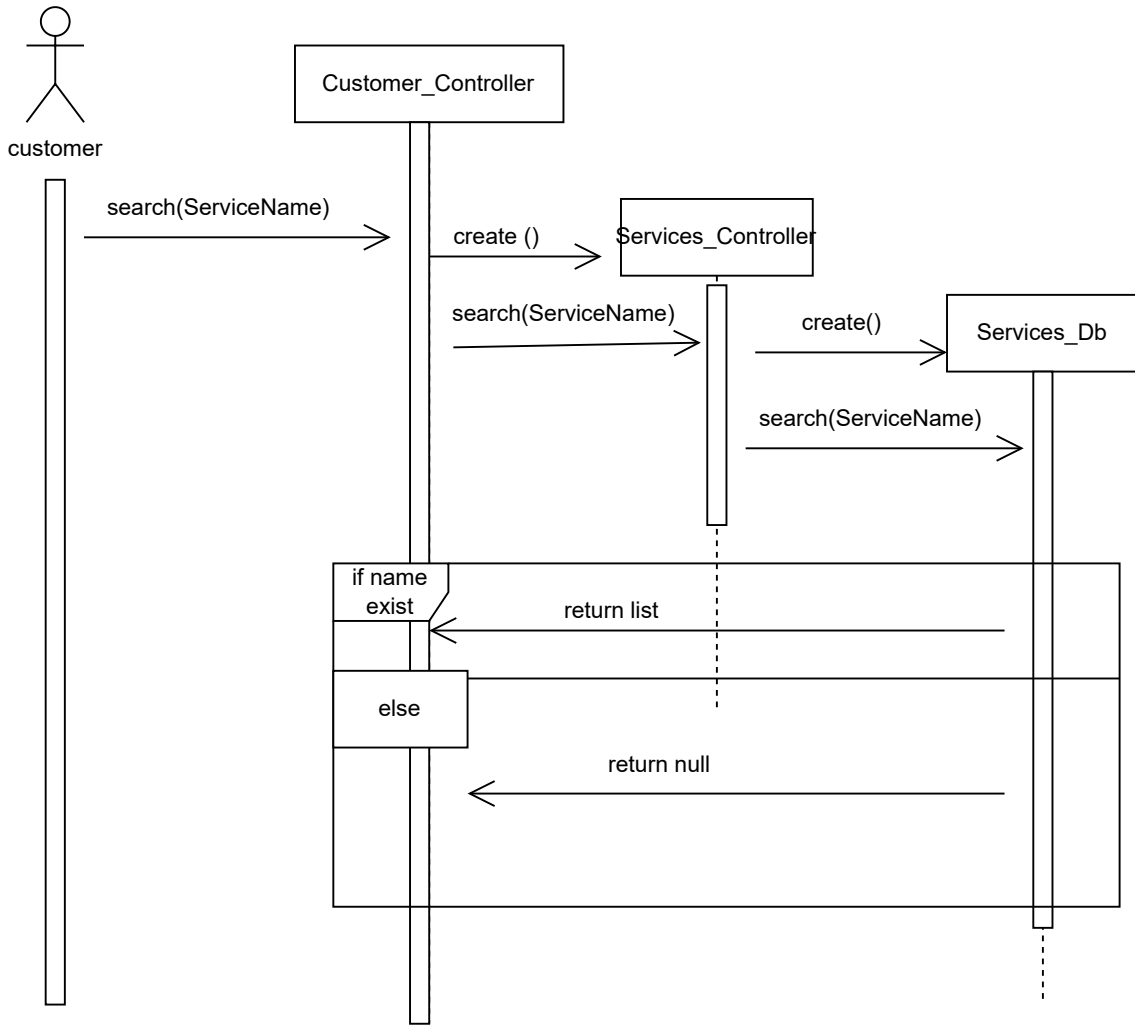 customer
Customer_Controller
search(ServiceName)
create ()
Services_Controller
search(ServiceName)
create()
Services_Db
search(ServiceName)
if name
exist
return list
else
return null